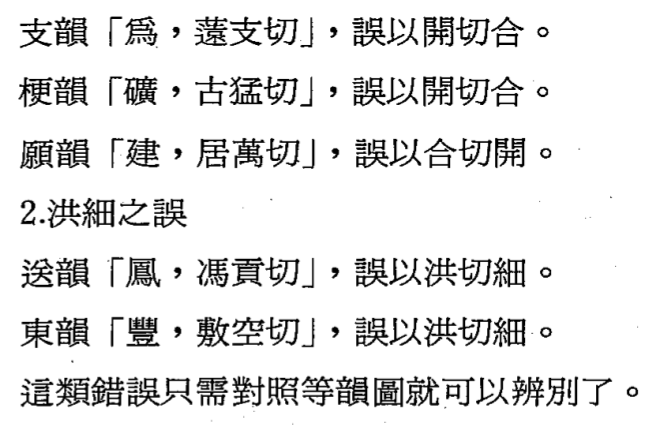 支韻「爲，薳支切」，誤以開切合。
梗韻「礦，古猛切」，誤以開切合。
願韻「建，居萬切」，誤以合切開。
2.洪細之誤
送韻「鳳，馮貢切」，誤以洪切細。
東韻「豐，敷空切」，誤以洪切細。
這類錯誤只需對照等韻圖就可以辨別了。